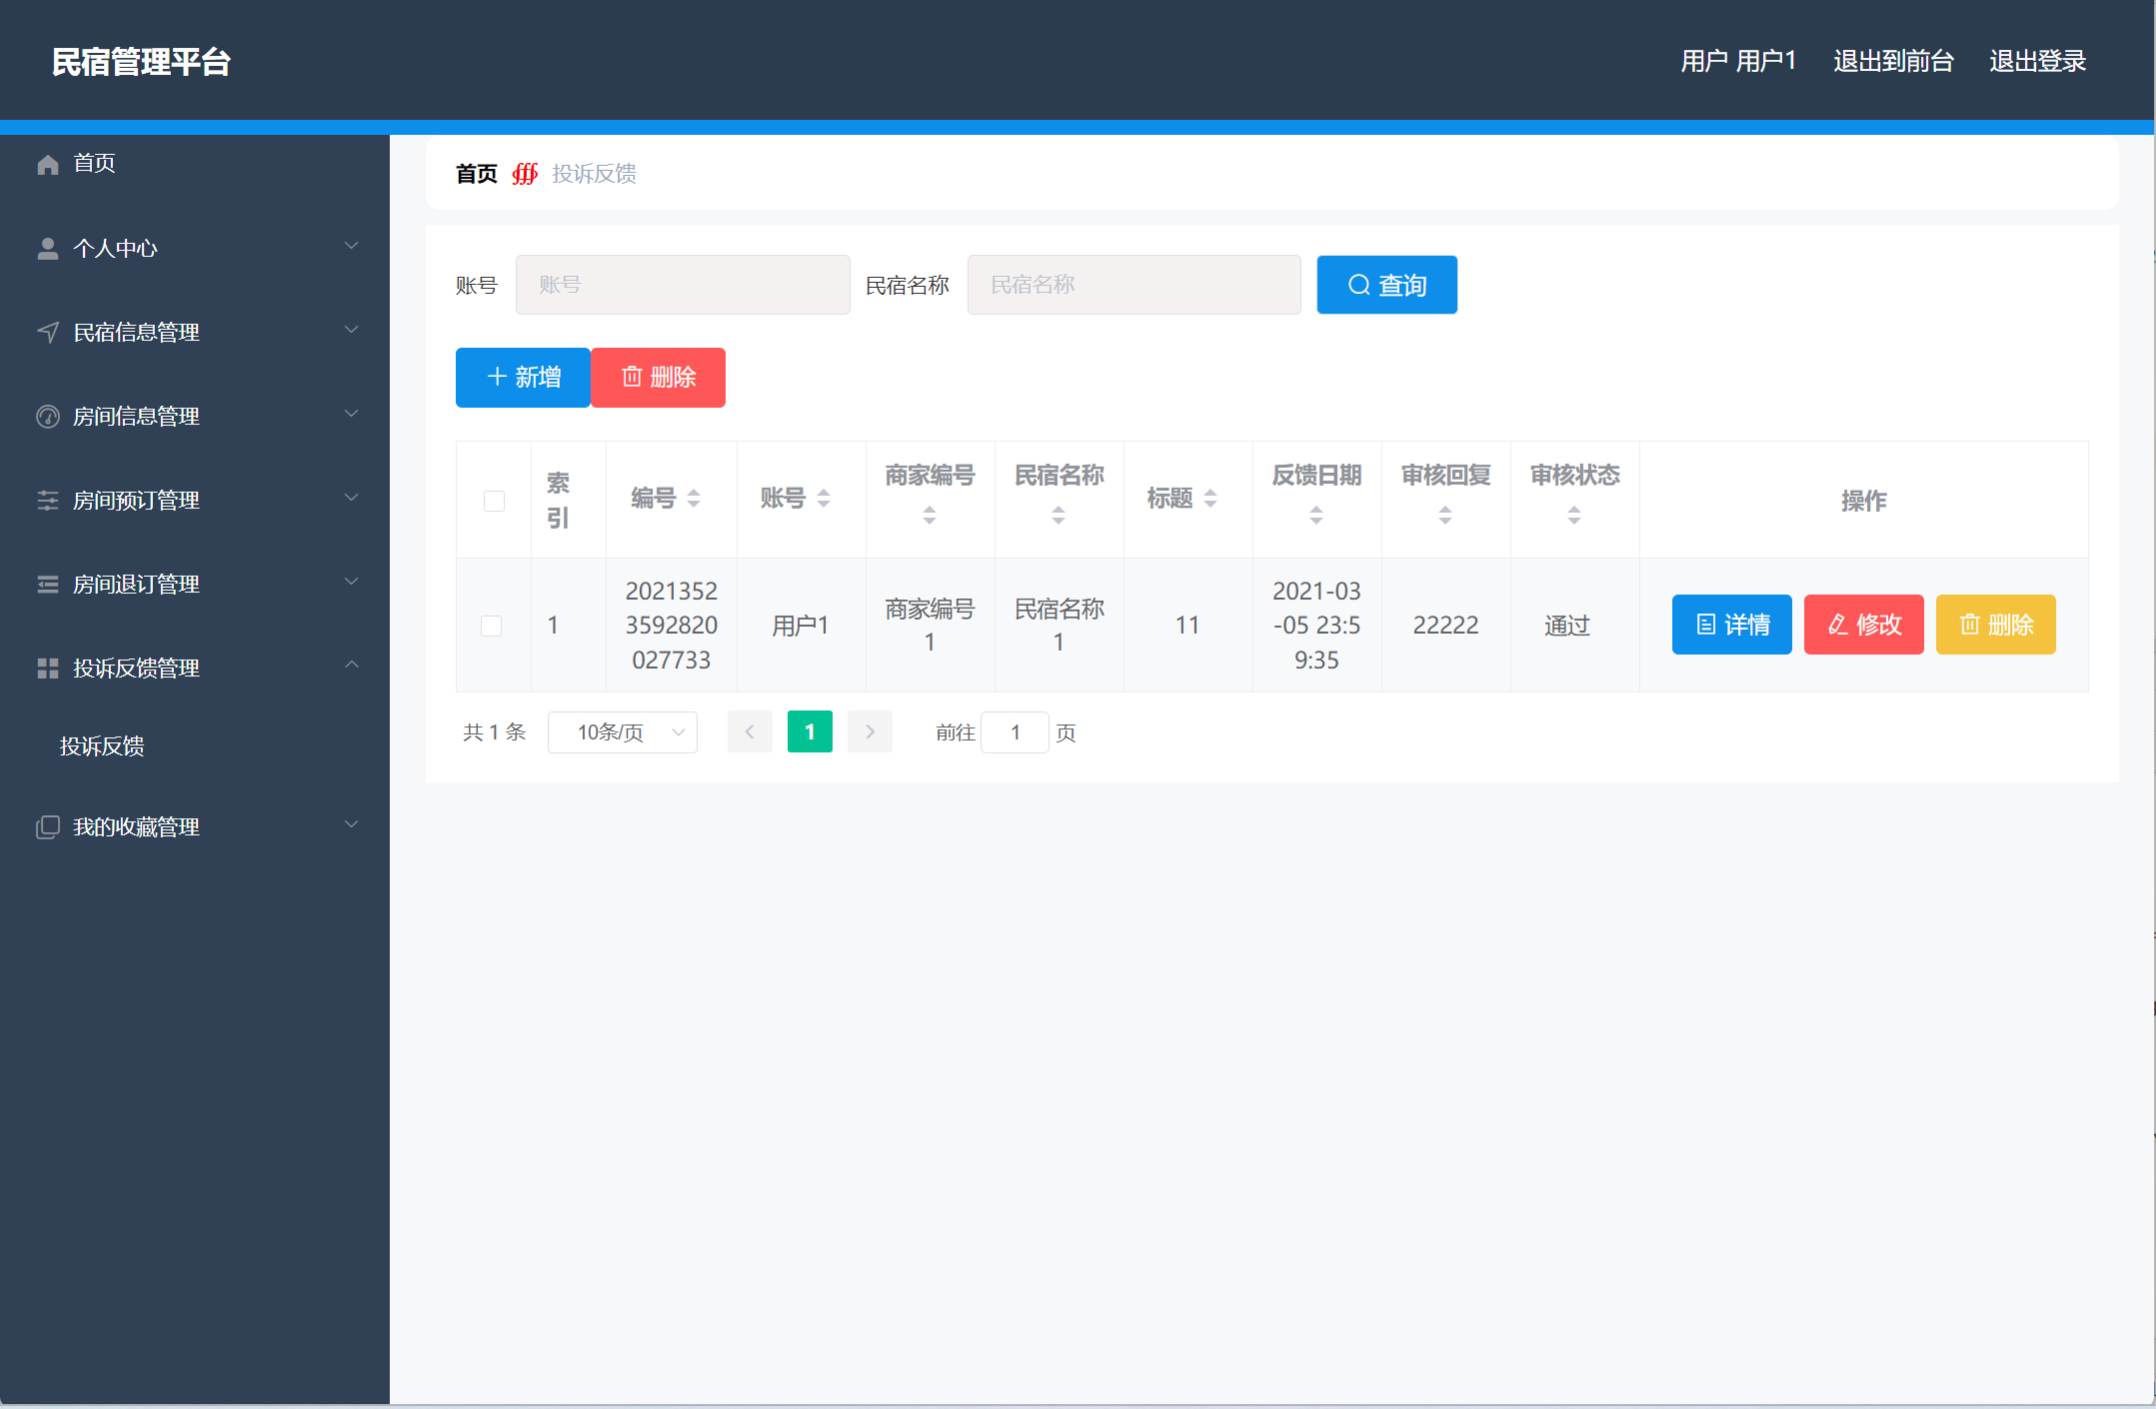 民宿管理平台
用户 用户1 退出到前台 退出登录
首页
个人中心
民宿信息管理
房间信息管理
房间预订管理
房间退订管理
投诉反馈管理
投诉反馈
我的收藏管理
首页 投诉反馈
账号 账号 民宿名称 民宿名称 查询
新增 删除
索引 编号 账号 商家编号 民宿名称 标题 反馈日期 审核回复 审核状态 操作
1
2021352
3592820
027733
用户1
商家编号
1
民宿名称
1
11
2021-03
-05 23:5
9:35
22222
通过
详情 修改 删除
共 1 条 10条/页 1 前往 1 页